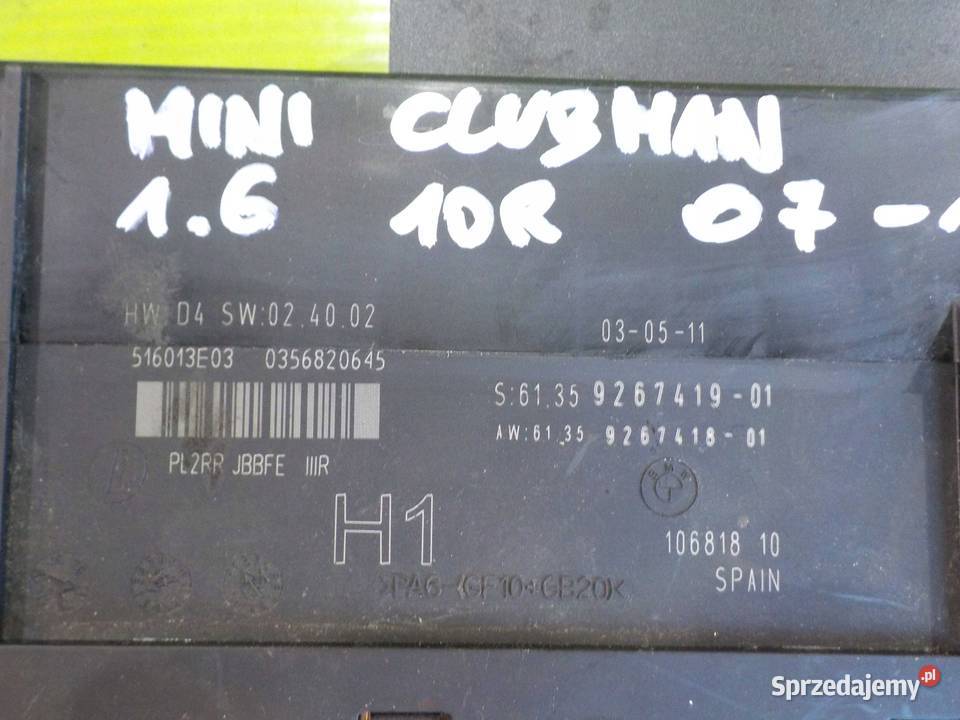 MINI CLUBMAN
1.6 10R 07-1
HW:D4 SW:02.40.02
03-05-11
516013E03 0356820645
S:61.35 9267419-01
AW:61.35 9267418-01
PL2RR JBBFE IIIR
BMW
H1
106818 10
>PA6-(GF10+GB20)<
SPAIN
Sprzedajemy.pl